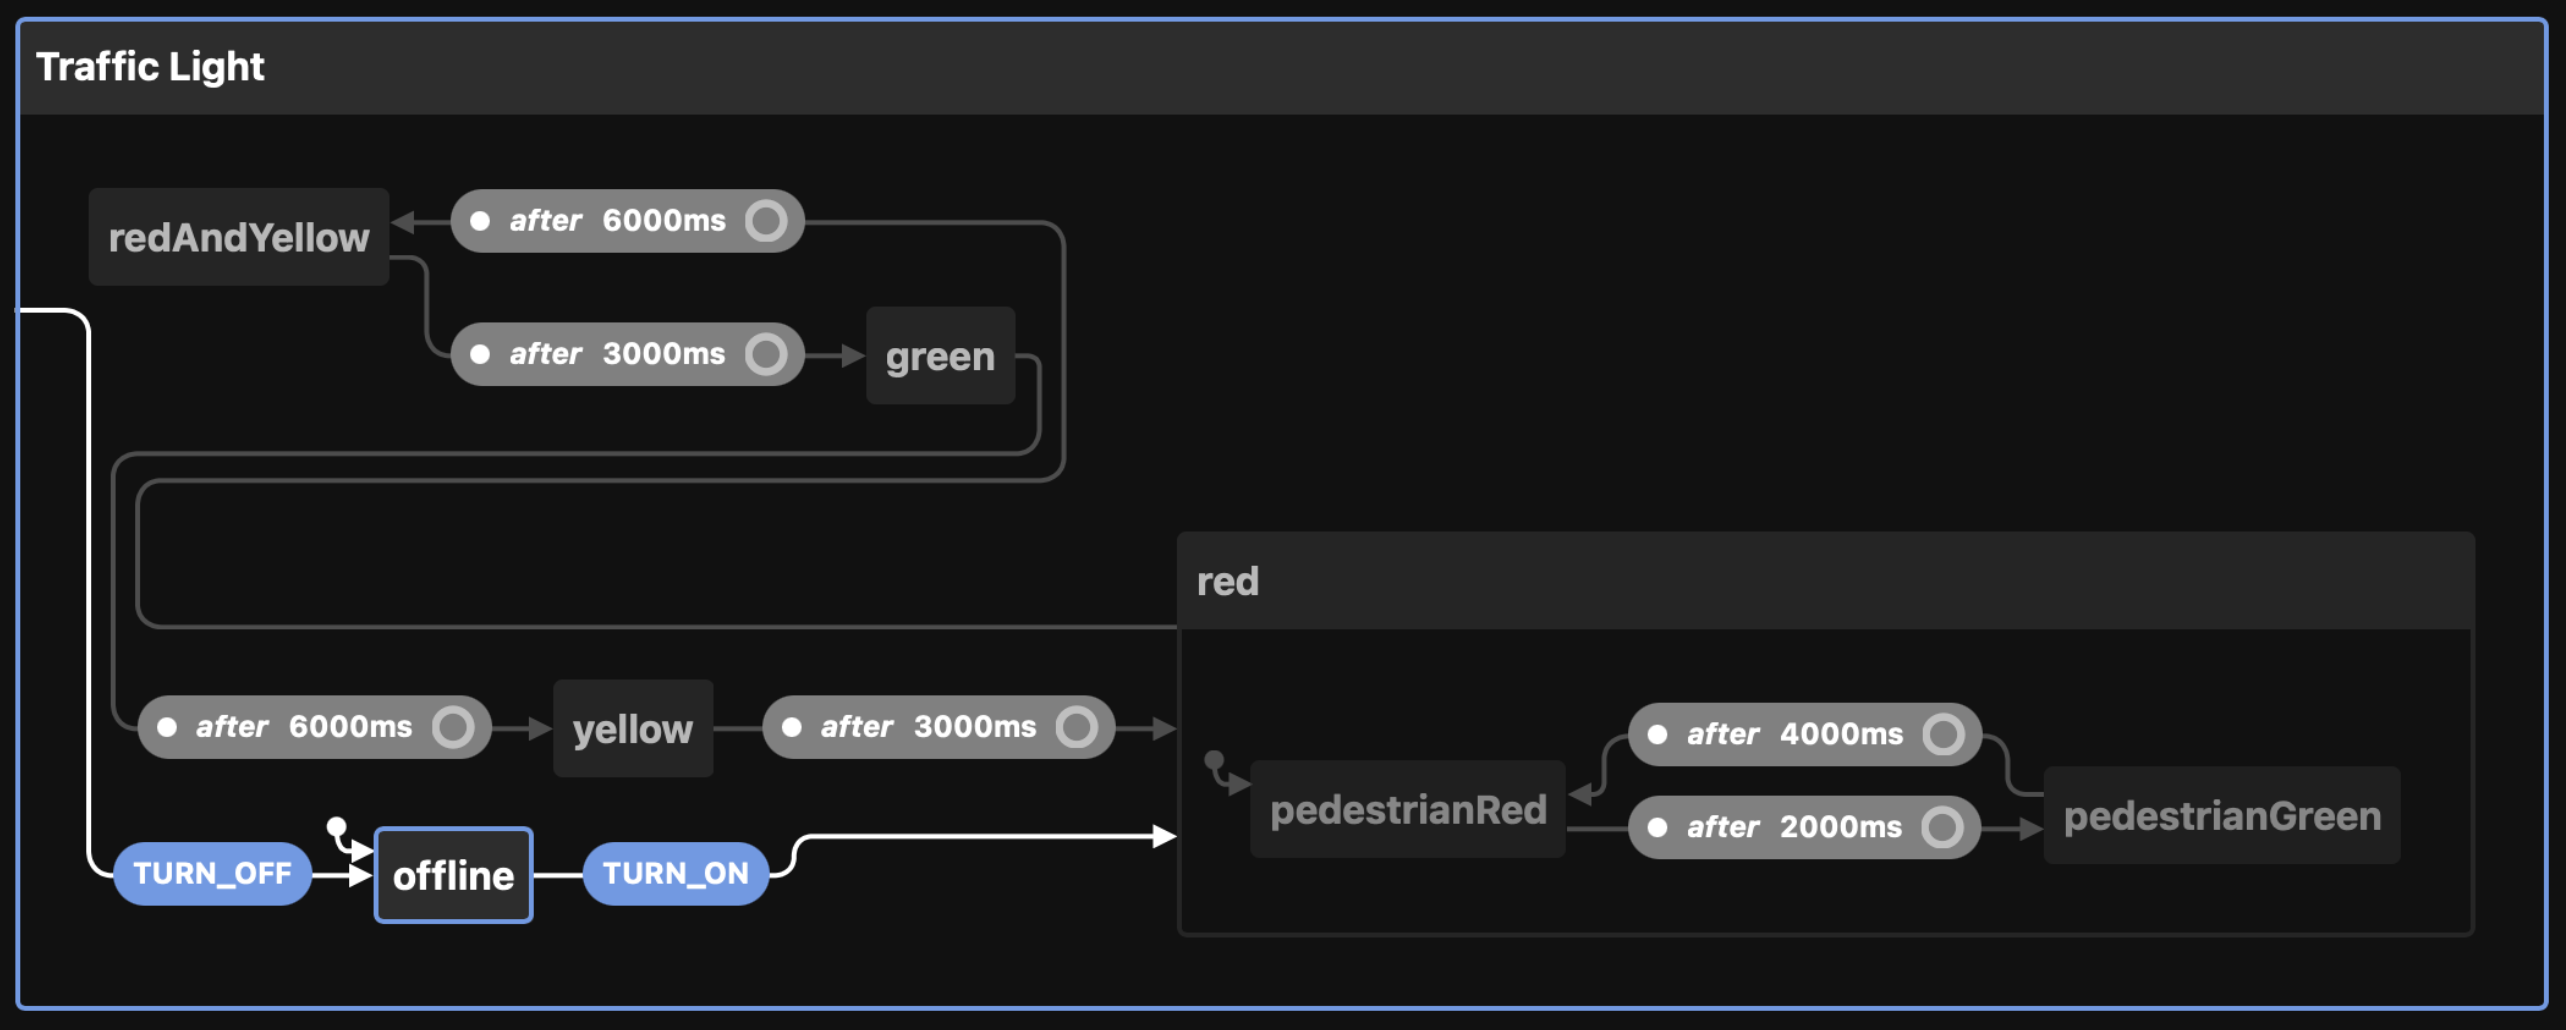 Traffic Light
redAndYellow
after 6000ms
after 3000ms
green
red
after 6000ms
yellow
after 3000ms
pedestrianRed
after 4000ms
after 2000ms
pedestrianGreen
TURN_OFF
offline
TURN_ON